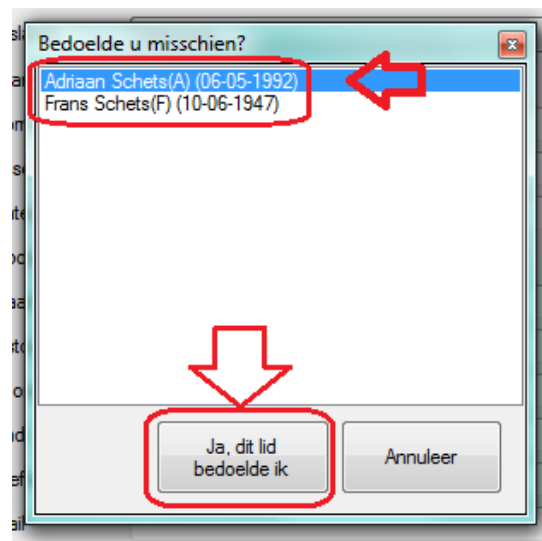 Bedoelde u misschien?
Adriaan Schets(A) (06-05-1992)
Frans Schets(F) (10-06-1947)
Ja, dit lid
bedoelde ik
Annuleer